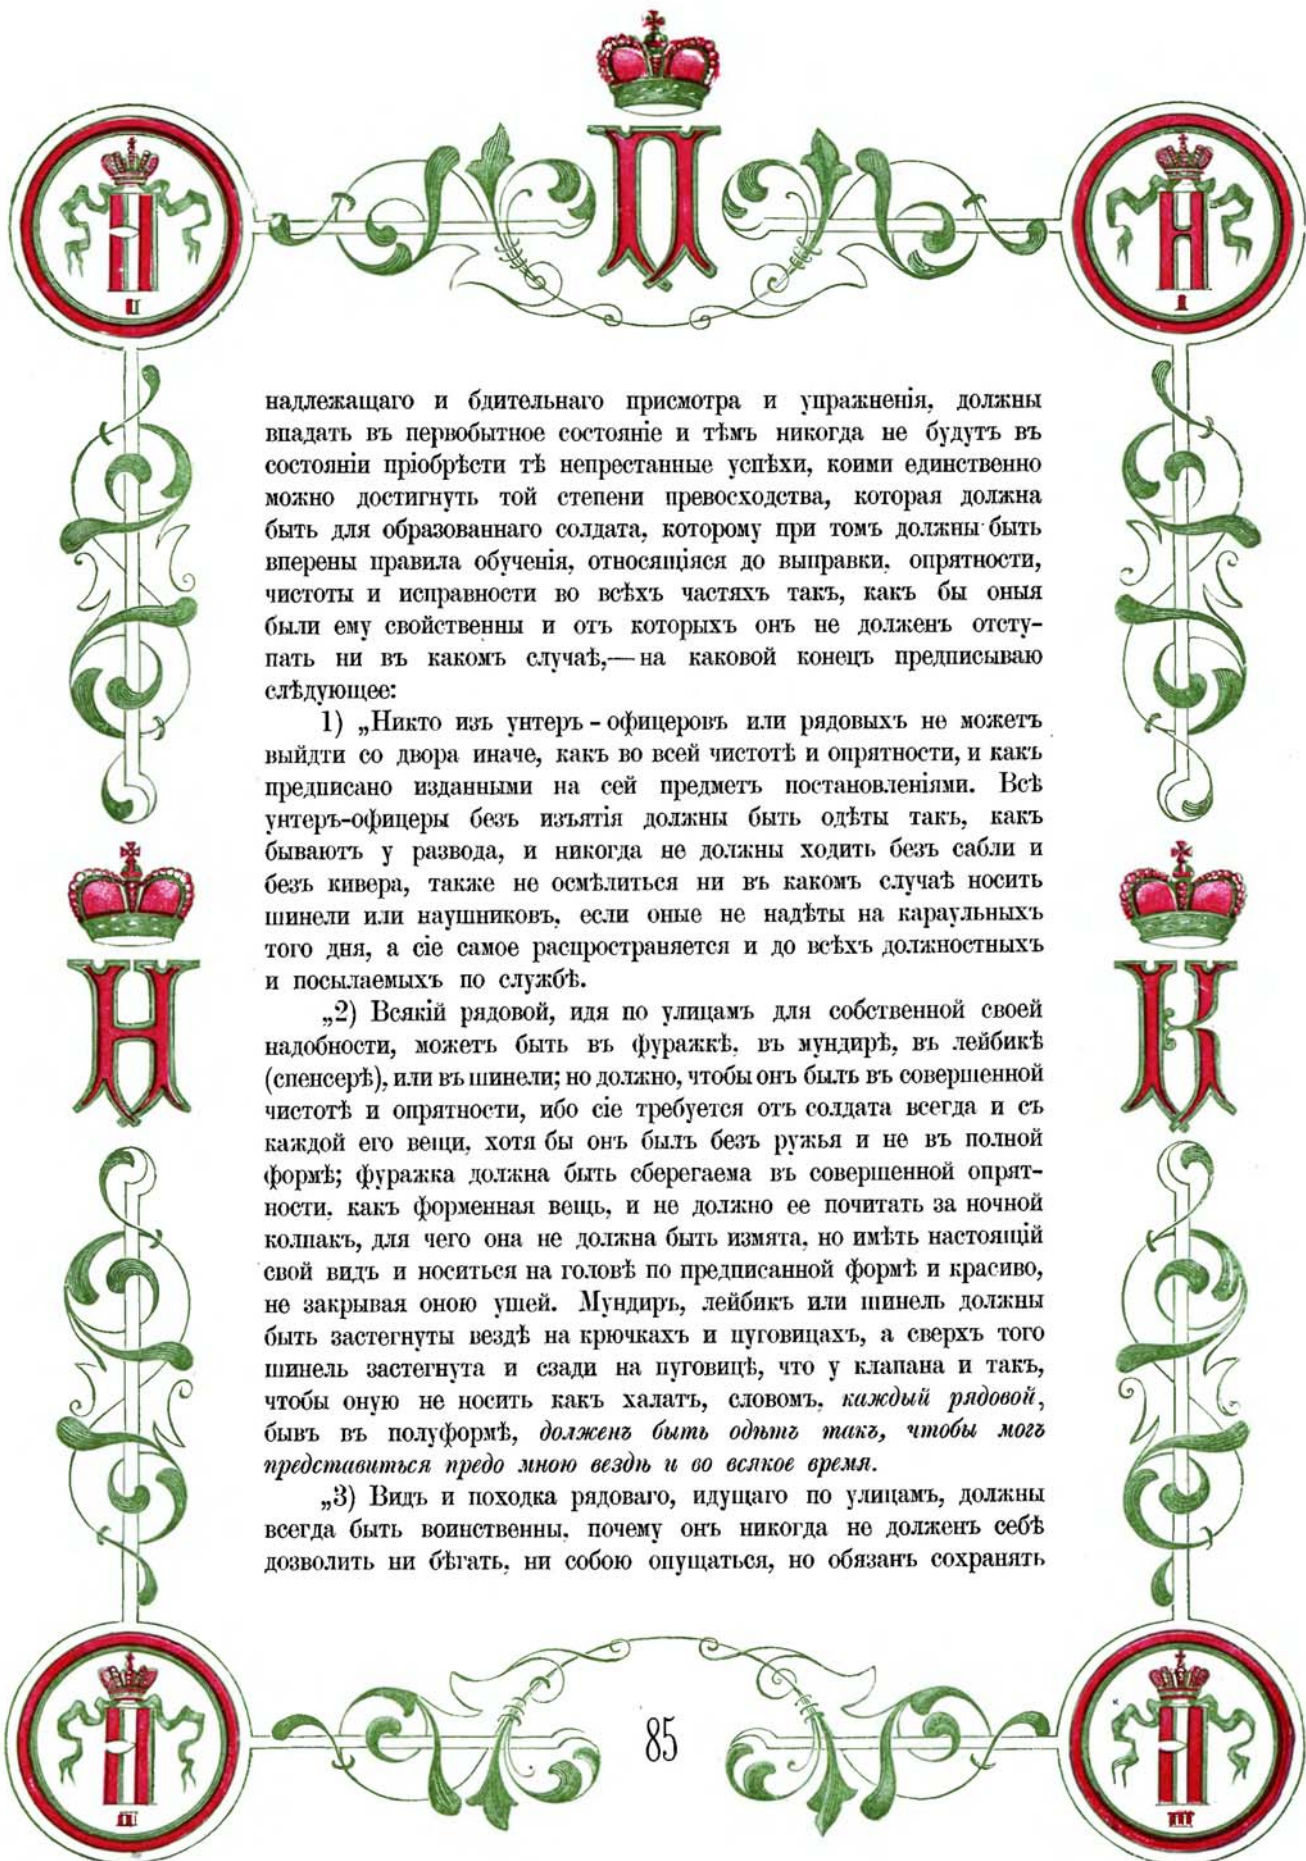 П
II
I
надлежащаго и бдительнаго присмотра и упражненія, должны
впадать въ первобытное состояніе и тѣмъ никогда не будутъ въ
состояніи пріобрѣсти тѣ непрестанные успѣхи, коими единственно
можно достигнуть той степени превосходства, которая должна
быть для образованнаго солдата, которому при томъ должны быть
вперены правила обученія, относящіяся до выправки, опрятности,
чистоты и исправности во всѣхъ частяхъ такъ, какъ бы оныя
были ему свойственны и отъ которыхъ онъ не долженъ отсту-
пать ни въ какомъ случаѣ,— на каковой конецъ предписываю
слѣдующее:
1) „Никто изъ унтеръ-офицеровъ или рядовыхъ не можетъ
выйдти со двора иначе, какъ во всей чистотѣ и опрятности, и какъ
предписано изданными на сей предметъ постановленіями. Всѣ
унтеръ-офицеры безъ изъятія должны быть одѣты такъ, какъ
бываютъ у развода, и никогда не должны ходить безъ сабли и
безъ кивера, также не осмѣлиться ни въ какомъ случаѣ носить
шинели или наушниковъ, если оные не надѣты на караульныхъ
того дня, а сіе самое распространяется и до всѣхъ должностныхъ
и посылаемыхъ по службѣ.
„2) Всякій рядовой, идя по улицамъ для собственной своей
надобности, можетъ быть въ фуражкѣ, въ мундирѣ, въ лейбикѣ
(спенсерѣ), или въ шинели; но должно, чтобы онъ былъ въ совершенной
чистотѣ и опрятности, ибо сіе требуется отъ солдата всегда и съ
каждой его вещи, хотя бы онъ былъ безъ ружья и не въ полной
формѣ; фуражка должна быть сберегаема въ совершенной опрят-
ности, какъ форменная вещь, и не должно ее почитать за ночной
колпакъ, для чего она не должна быть измята, но имѣть настоящій
свой видъ и носиться на головѣ по предписанной формѣ и красиво,
не закрывая оною ушей. Мундиръ, лейбикъ или шинель должны
быть застегнуты вездѣ на крючкахъ и пуговицахъ, а сверхъ того
шинель застегнута и сзади на пуговицѣ, что у клапана и такъ,
чтобы оную не носить какъ халатъ, словомъ, каждый рядовой,
бывъ въ полуформѣ, долженъ быть одѣтъ такъ, чтобы могъ
представиться предо мною вездѣ и во всякое время.
„3) Видъ и походка рядоваго, идущаго по улицамъ, должны
всегда быть воинственны, почему онъ никогда не долженъ себѣ
дозволить ни бѣгать, ни собою опущаться, но обязанъ сохранять
Н
К
III
85